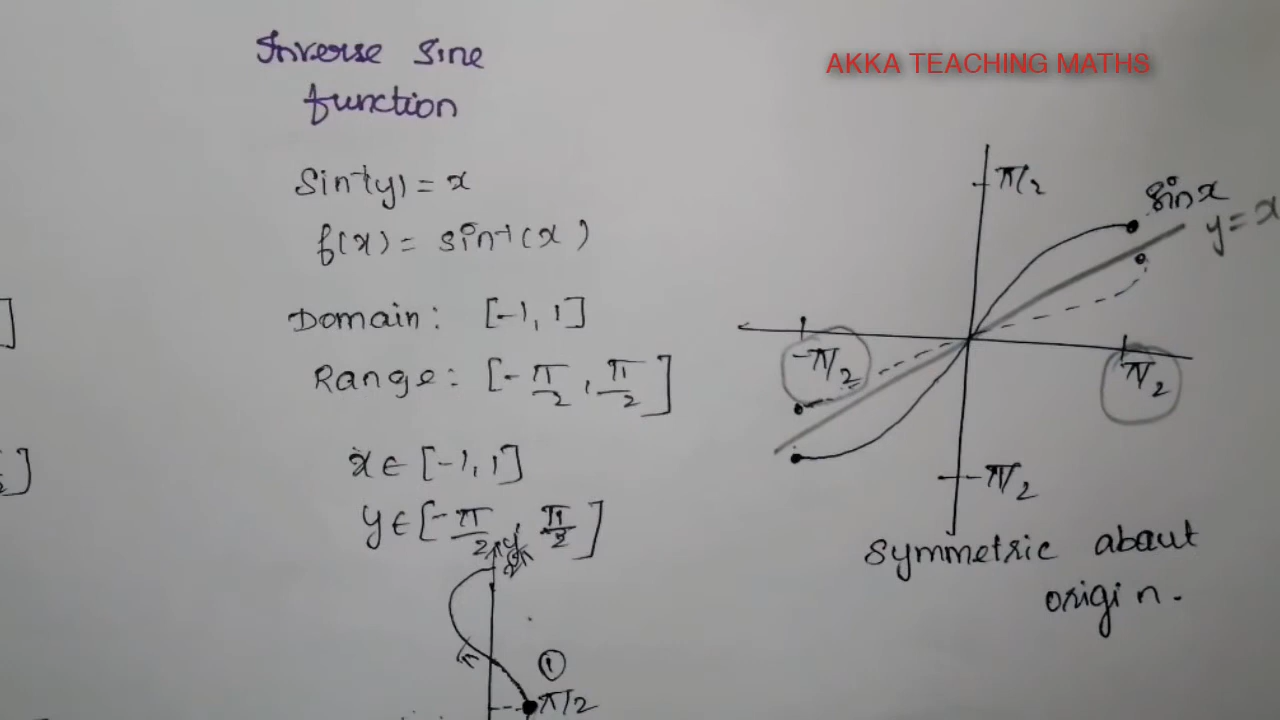 Inverse Sine
function
AKKA TEACHING MATHS
Sin⁻¹(y) = x
f(x) = sin⁻¹(x)
Domain: [-1, 1]
Range: [-π/2, π/2]
x ∈ [-1, 1]
y ∈ [-π/2, π/2]
y
①
π/2
π/2
sin x
y = x
-π/2
π/2
-π/2
Symmetric about
origin.
]
]